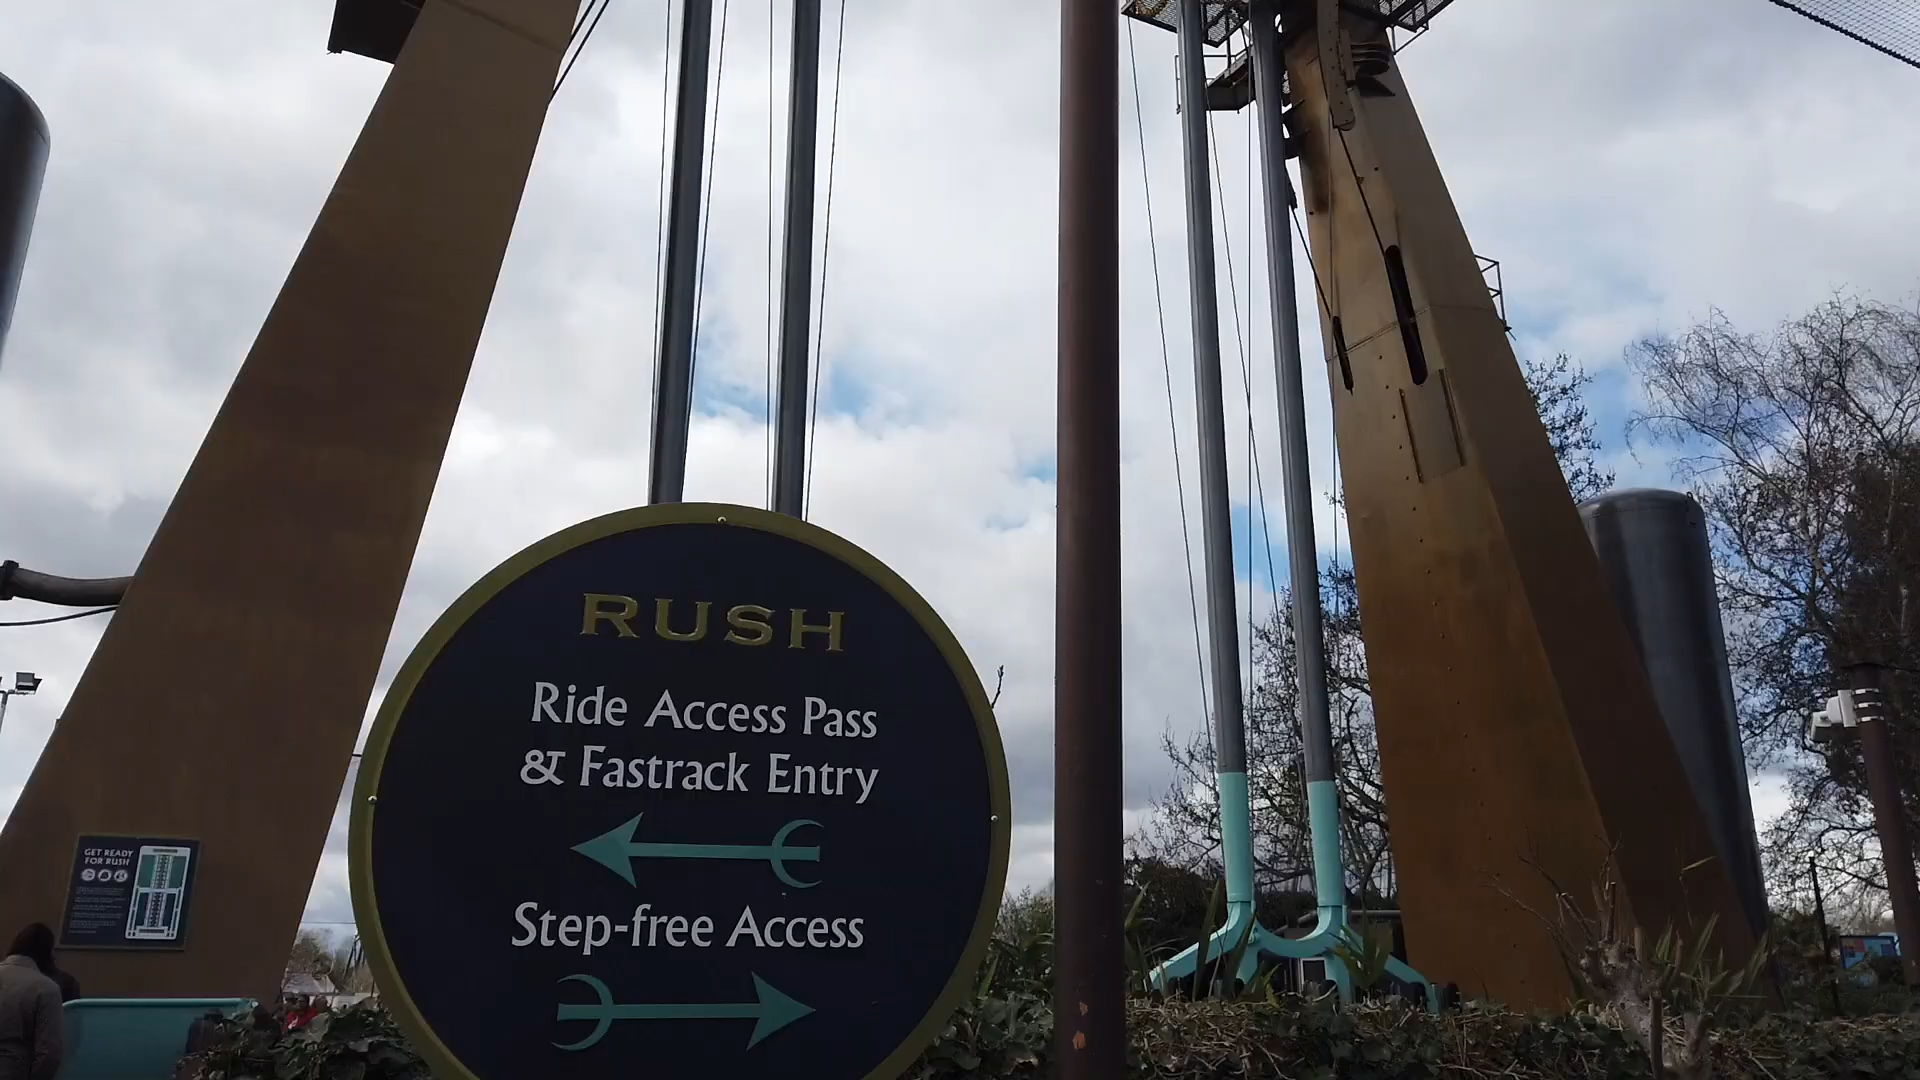 RUSH
Ride Access Pass
& Fastrack Entry
Step-free Access
GET READY
FOR RUSH